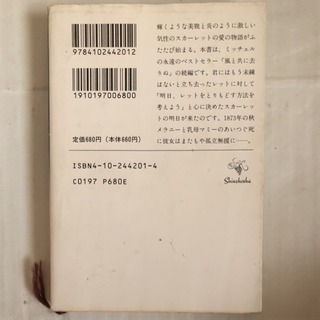 9784102442012
1910197006800
定価680円(本体660円)
ISBN4-10-244201-4
C0197 P680E
輝くような美貌と炎のように激しい
気性のスカーレットの愛の物語がふ
たたび始まる。本書は、ミッチェル
の永遠のベストセラー「風と共に去
りぬ」の続編です。君にはもう未練
はないと立ち去ったレットに対して
「明日、レットをとりもどす方法を
考えよう」と心に決めたスカーレッ
トの明日が来たのです。1873年の秋
メラニーと乳母マミーのあいつぐ死
に彼女はまたもや孤立無援に──。
Shinchosha